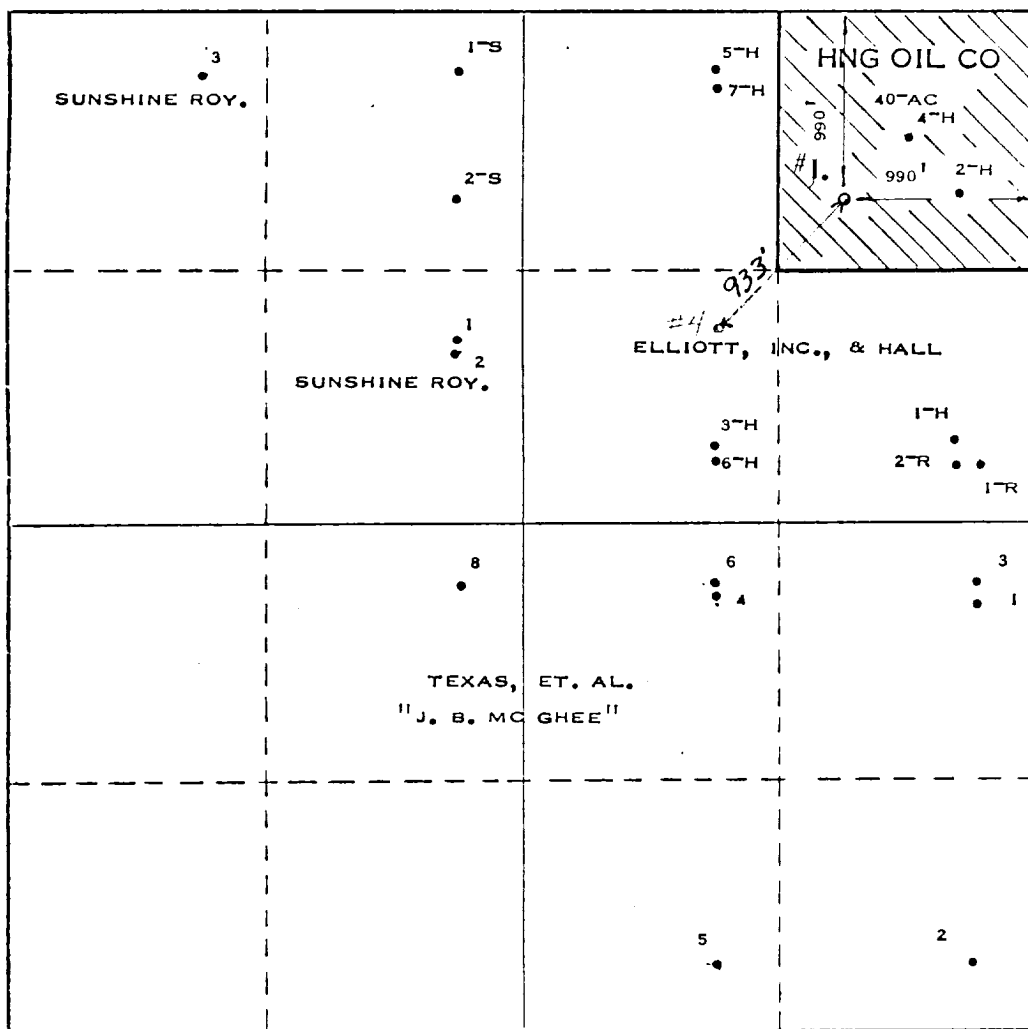 3
1-S
5-H
HNG OIL CO
SUNSHINE ROY.
7-H
40-AC
4-H
990'
#1.
990'
2-H
2-S
933'
#4
1
2
ELLIOTT, INC., & HALL
SUNSHINE ROY.
3-H
1-H
6-H
2-R
1-R
8
6
3
4
1
TEXAS, ET. AL.
"J. B. MC GHEE"
5
2